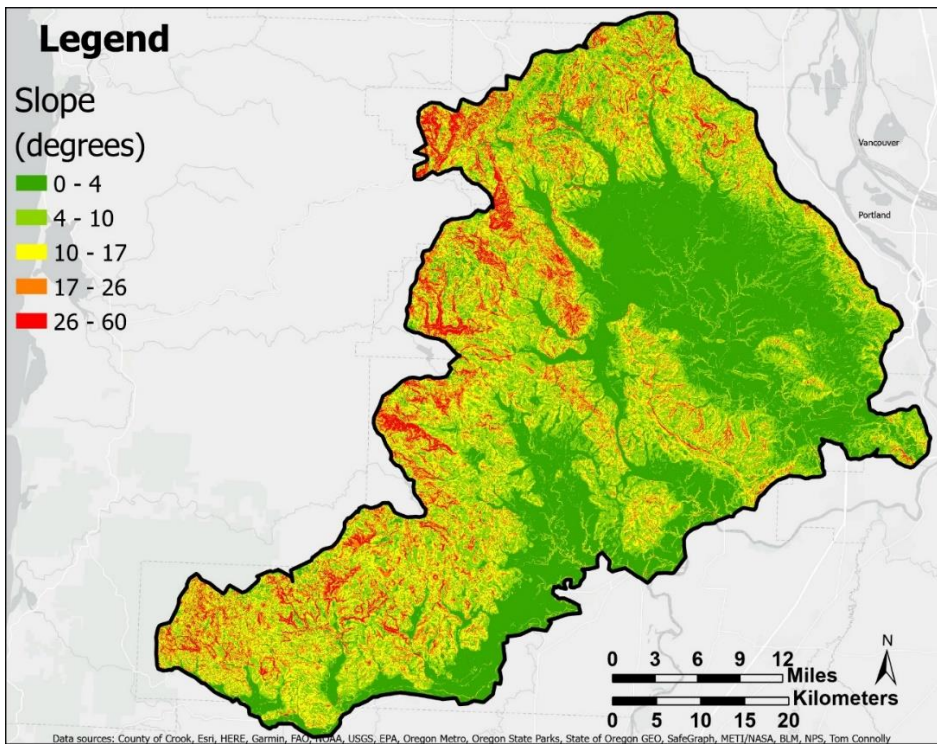 Legend
Slope
(degrees)
0 - 4
4 - 10
10 - 17
17 - 26
26 - 60
Vancouver
Portland
N
0 3 6 9 12
Miles
Kilometers
0 5 10 15 20
Data sources: County of Crook, Esri, HERE, Garmin, FAO, NOAA, USGS, EPA, Oregon Metro, Oregon State Parks, State of Oregon GEO, SafeGraph, METI/NASA, BLM, NPS, Tom Connolly